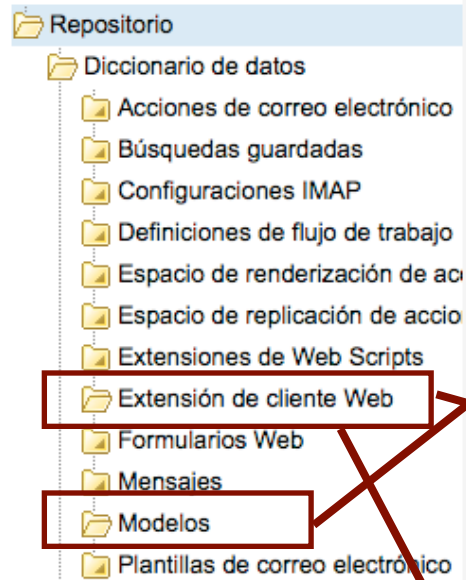 Repositorio
Diccionario de datos
Acciones de correo electrónico
Búsquedas guardadas
Configuraciones IMAP
Definiciones de flujo de trabajo
Espacio de renderización de
Espacio de replicación de accio
Extensiones de Web Scripts
Extensión de cliente Web
Formularios Web
Mensajes
Modelos
Plantillas de correo electrónico